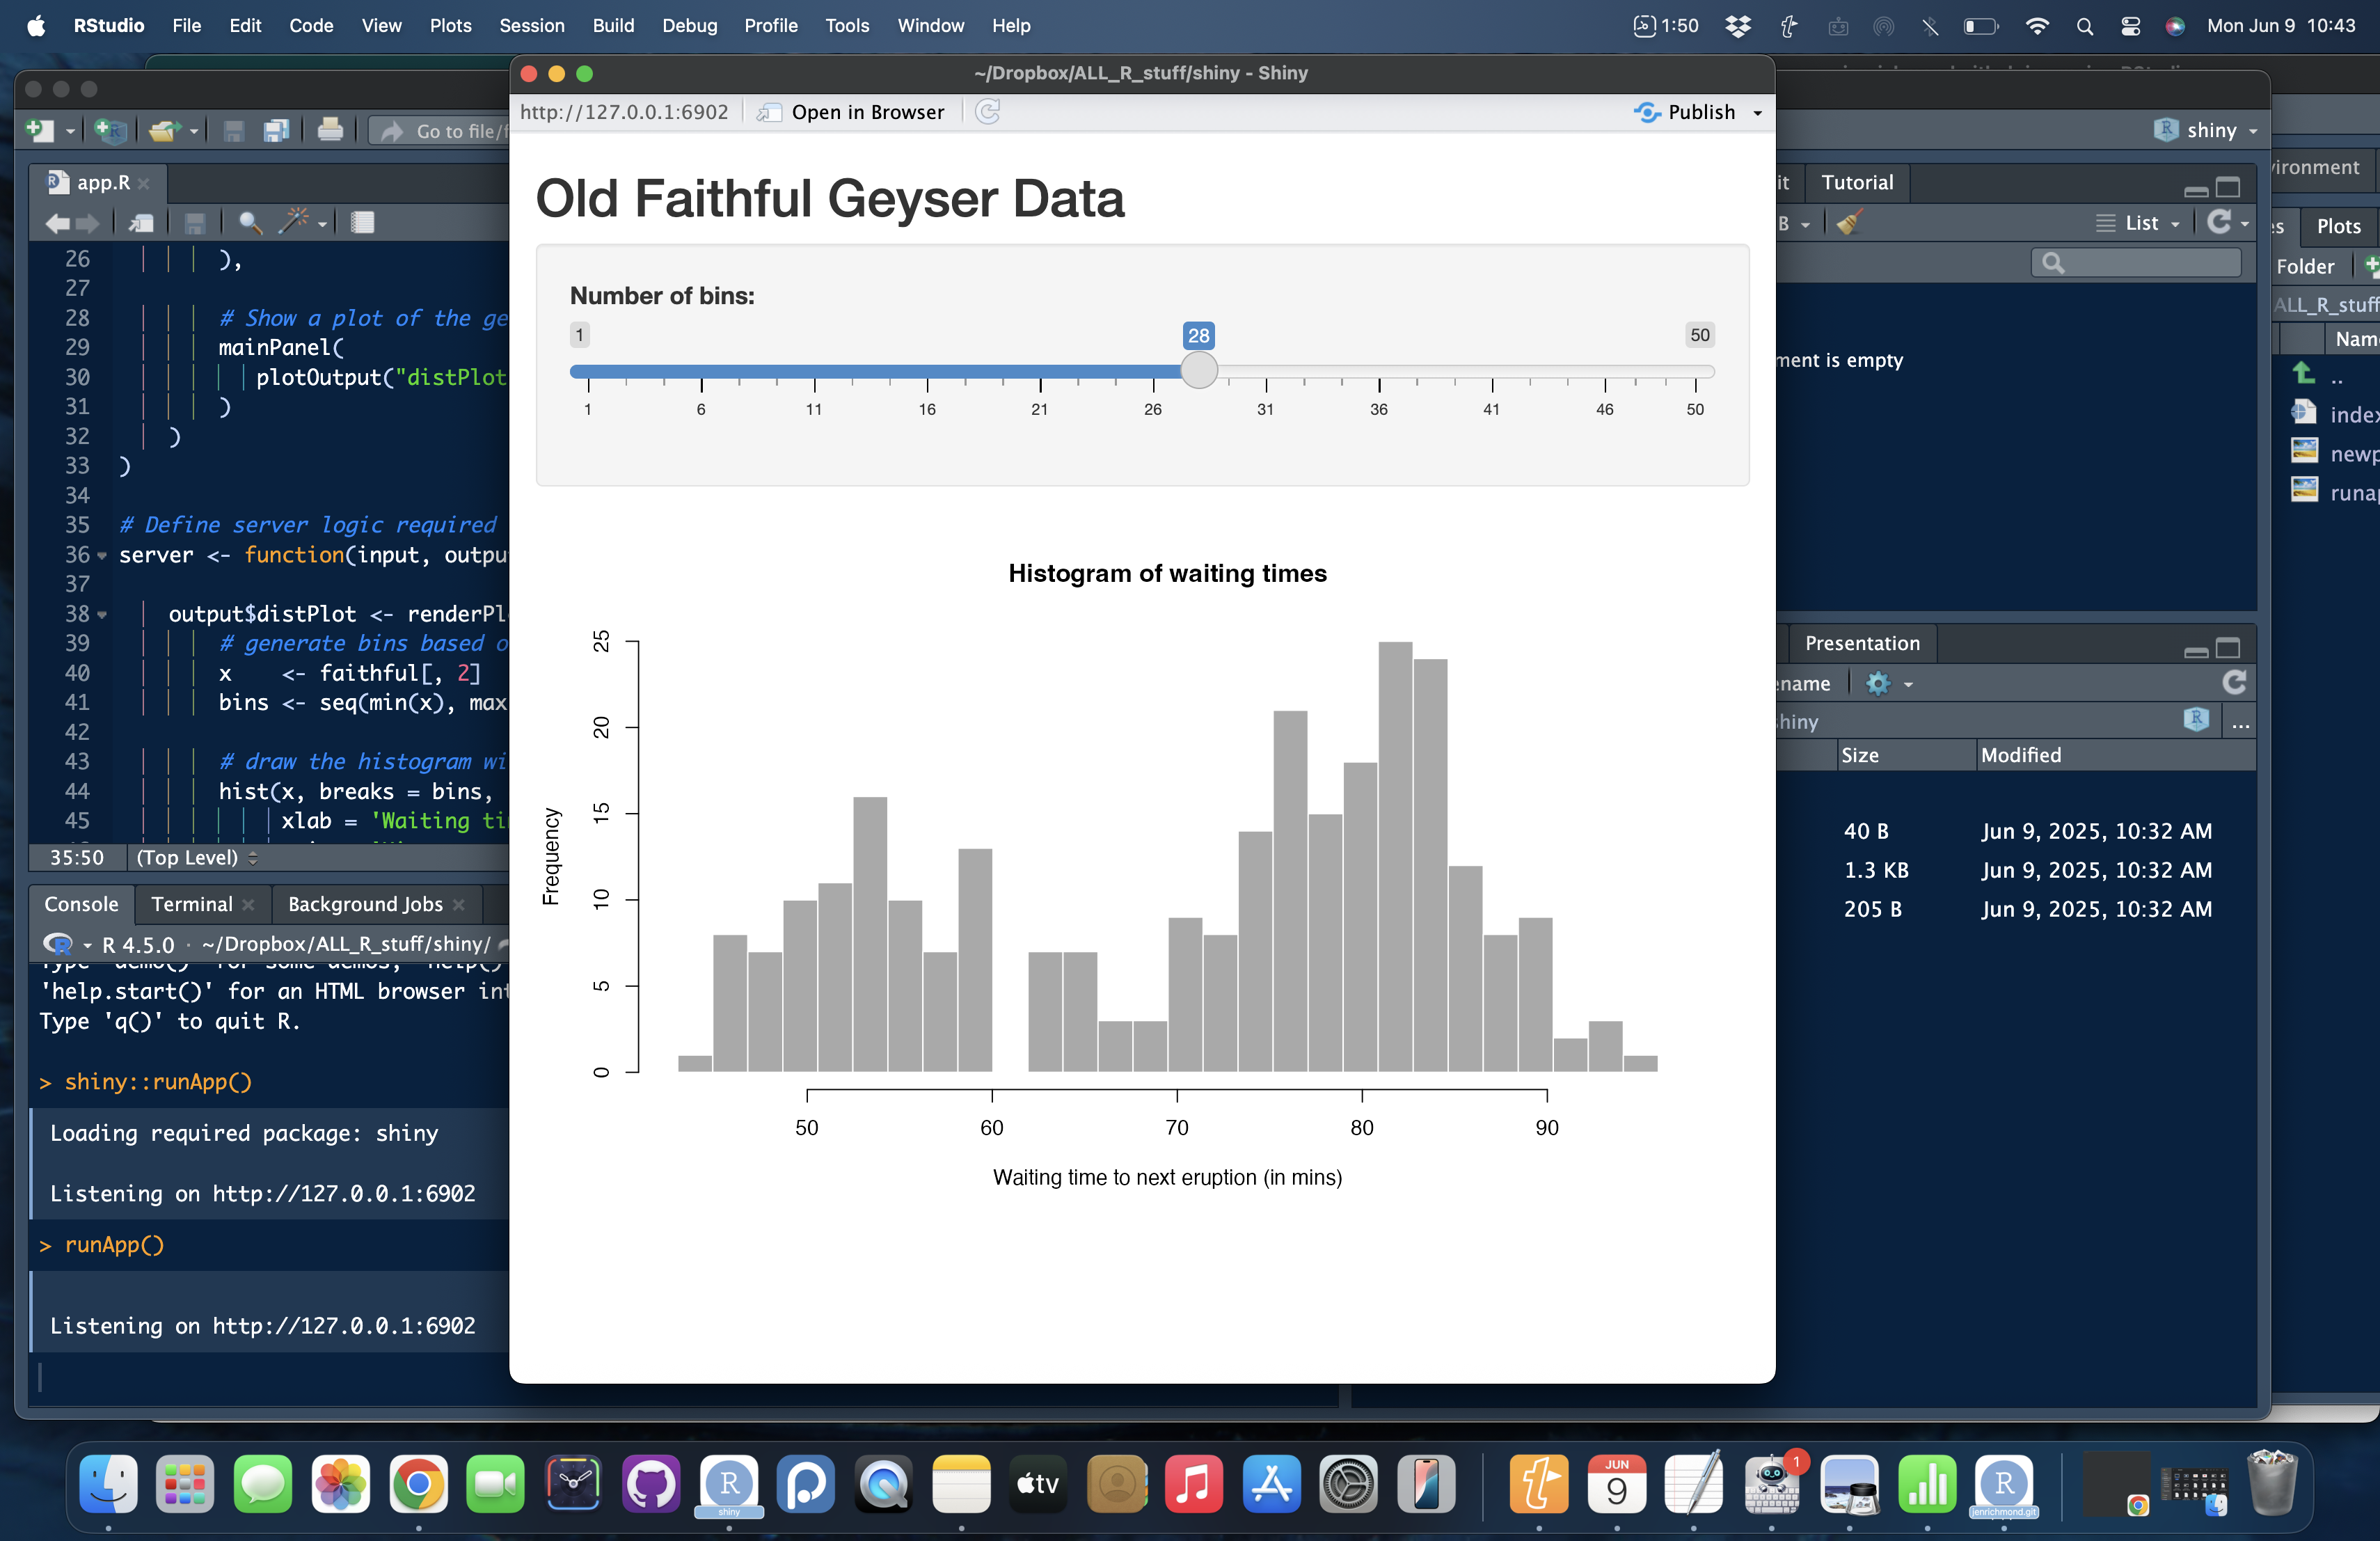 RStudio File Edit Code View Plots Session Build Debug Profile Tools Window Help 1:50 Mon Jun 9 10:43
~/Dropbox/ALL_R_stuff/shiny - Shiny
http://127.0.0.1:6902 Open in Browser Publish
Go to file/f
shiny
app.R
26 ),
27
28 # Show a plot of the ge
29 mainPanel(
30 plotOutput("distPlot
31 )
32 )
33 )
34
35 # Define server logic required
36 server <- function(input, outpu
37
38 output$distPlot <- renderPl
39 # generate bins based o
40 x <- faithful[, 2]
41 bins <- seq(min(x), max
42
43 # draw the histogram wi
44 hist(x, breaks = bins,
45 xlab = 'Waiting ti
35:50 (Top Level)
Console Terminal Background Jobs
R 4.5.0 · ~/Dropbox/ALL_R_stuff/shiny/
'help.start()' for an HTML browser int
Type 'q()' to quit R.
> shiny::runApp()
Loading required package: shiny
Listening on http://127.0.0.1:6902
> runApp()
Listening on http://127.0.0.1:6902
Old Faithful Geyser Data
Number of bins:
1 28 50
1 6 11 16 21 26 31 36 41 46 50
Histogram of waiting times
Frequency
25
20
15
10
5
0
50 60 70 80 90
Waiting time to next eruption (in mins)
it Tutorial
B List
ment is empty
Presentation
ename
hiny ...
Size Modified
40 B Jun 9, 2025, 10:32 AM
1.3 KB Jun 9, 2025, 10:32 AM
205 B Jun 9, 2025, 10:32 AM
vironment
es Plots
Folder
ALL_R_stuff
Nam
..
index
newp
runap
shiny
tv
JUN
9
1
jenrichmond.git